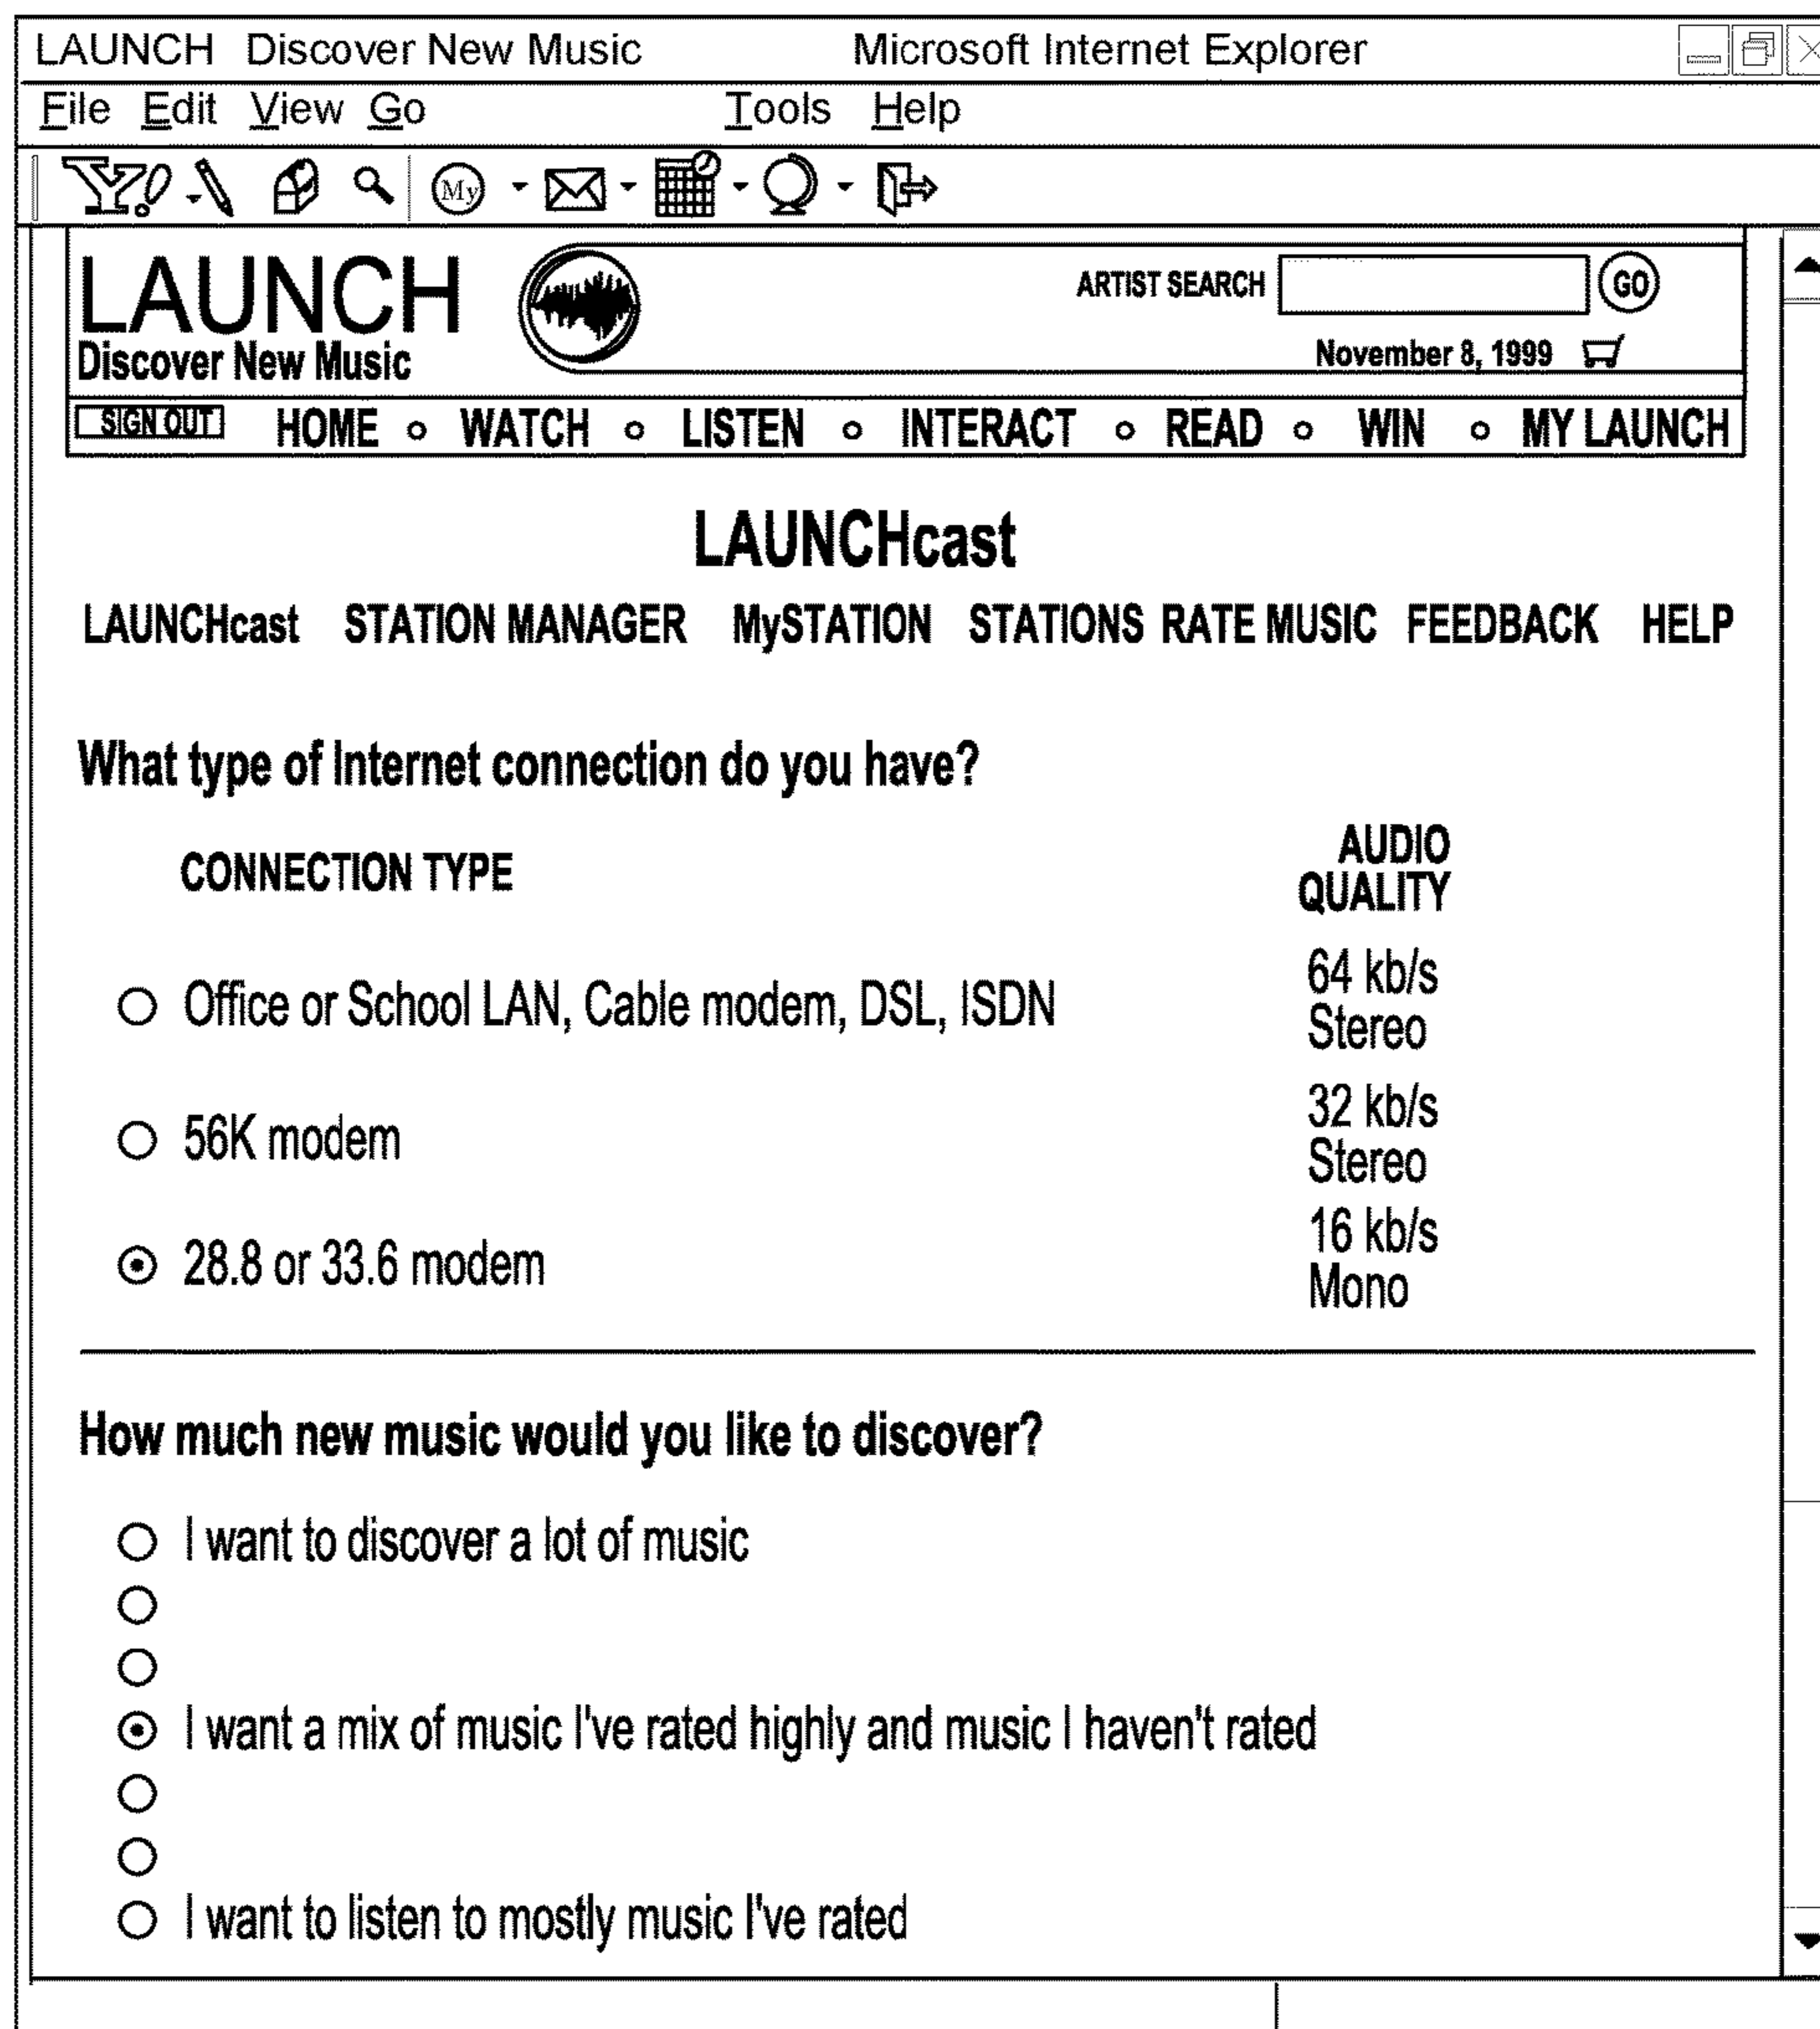 LAUNCH Discover New Music Microsoft Internet Explorer
File Edit View Go Tools Help
Y! My
LAUNCH
Discover New Music
ARTIST SEARCH GO
November 8, 1999
SIGN OUT HOME WATCH LISTEN INTERACT READ WIN MY LAUNCH
LAUNCHcast
LAUNCHcast STATION MANAGER MySTATION STATIONS RATE MUSIC FEEDBACK HELP
What type of Internet connection do you have?
CONNECTION TYPE
AUDIO
QUALITY
Office or School LAN, Cable modem, DSL, ISDN
64 kb/s
Stereo
56K modem
32 kb/s
Stereo
28.8 or 33.6 modem
16 kb/s
Mono
How much new music would you like to discover?
I want to discover a lot of music
I want a mix of music I've rated highly and music I haven't rated
I want to listen to mostly music I've rated